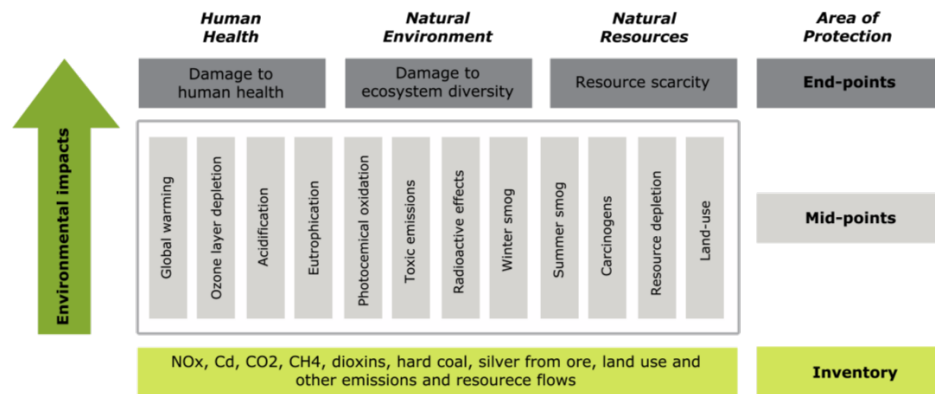 Human
Health
Natural
Environment
Natural
Resources
Area of
Protection
Damage to
human health
Damage to
ecosystem diversity
Resource scarcity
End-points
Environmental impacts
Global warming
Ozone layer depletion
Acidification
Eutrophication
Photocemical oxidation
Toxic emissions
Radioactive effects
Winter smog
Summer smog
Carcinogens
Resource depletion
Land-use
Mid-points
NOx, Cd, CO2, CH4, dioxins, hard coal, silver from ore, land use and
other emissions and resourece flows
Inventory